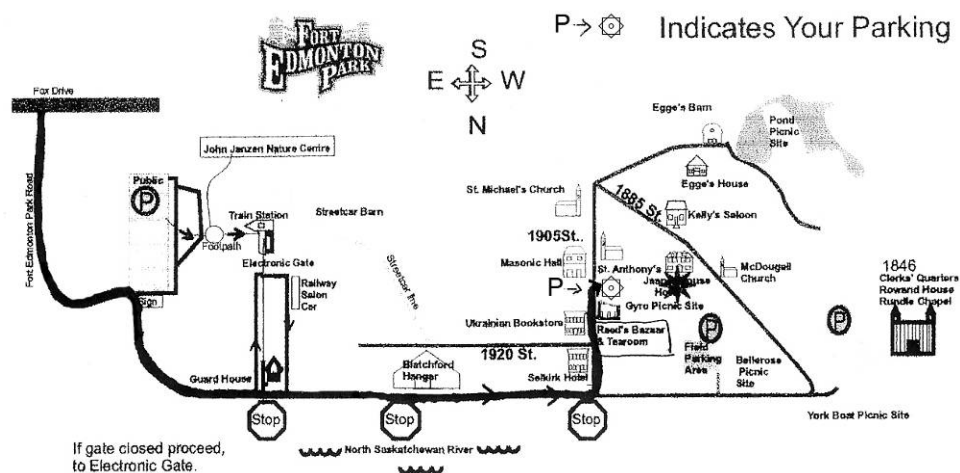 FORT
EDMONTON
PARK
P→ Indicates Your Parking
S
E W
N
Fox Drive
Fort Edmonton Park Road
John Janzen Nature Centre
Public
P
Train Station
Footpath
Sign
Streetcar Barn
Streetcar line
Electronic Gate
Railway
Salon
Car
Guard House
Egge's Barn
Pond
Picnic
Site
Egge's House
St. Michael's Church
1885 St.
Kelly's Saloon
1905St..
Masonic Hall
St. Anthony's
House
McDougall
Church
P→
Gyro Picnic Site
Ukrainian Bookstore
Reed's Bazaar
& Tearoom
P
Field
Parking
Area
P
1846
Clerks' Quarters
Rowand House
Rundle Chapel
1920 St.
Blatchford
Hangar
Selkirk Hotel
Bellerose
Picnic
Site
York Boat Picnic Site
Stop
Stop
Stop
North Saskatchewan River
If gate closed proceed,
to Electronic Gate.